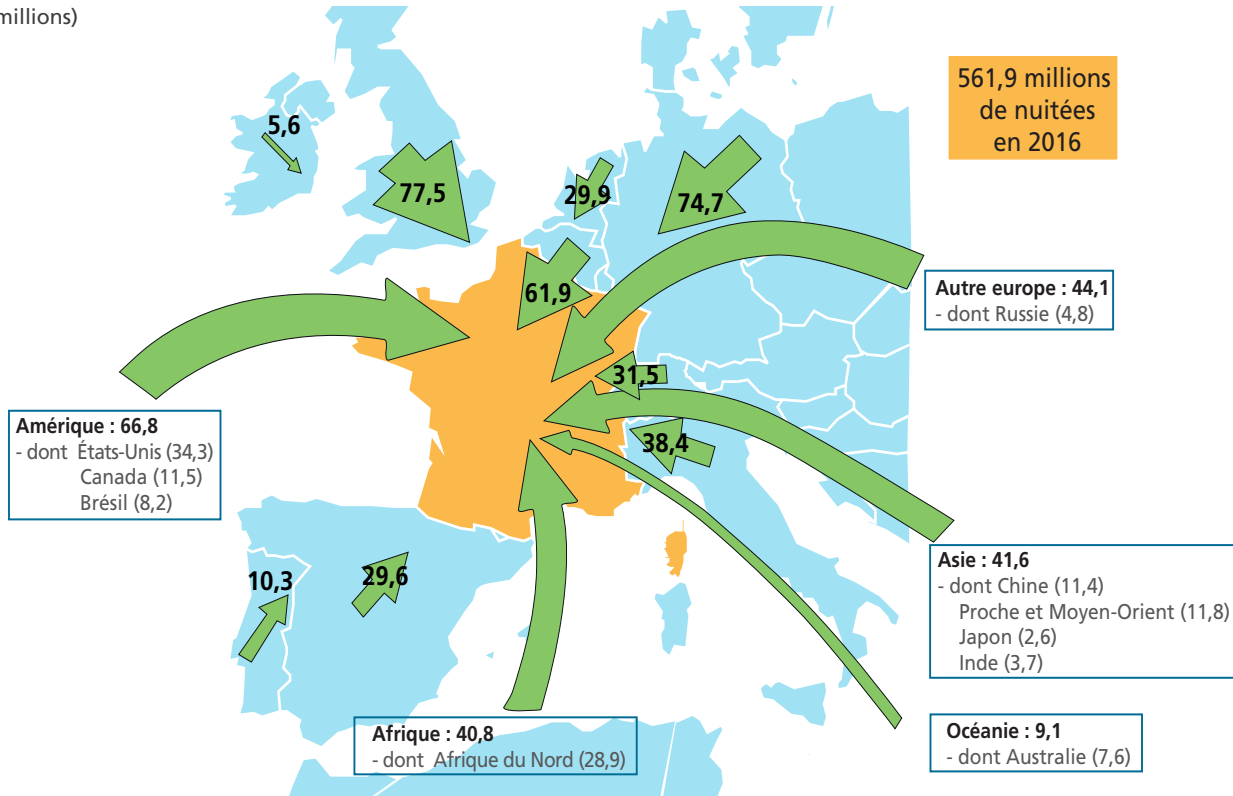 millions)
561,9 millions
de nuitées
en 2016
5,6
77,5
29,9
74,7
61,9
Autre europe : 44,1
- dont Russie (4,8)
31,5
38,4
Amérique : 66,8
- dont États-Unis (34,3)
Canada (11,5)
Brésil (8,2)
10,3
29,6
Asie : 41,6
- dont Chine (11,4)
Proche et Moyen-Orient (11,8)
Japon (2,6)
Inde (3,7)
Afrique : 40,8
- dont Afrique du Nord (28,9)
Océanie : 9,1
- dont Australie (7,6)